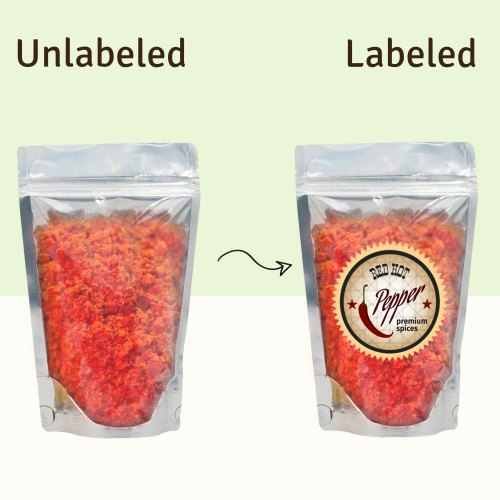 Unlabeled
Labeled
RED HOT
Pepper
premium
spices